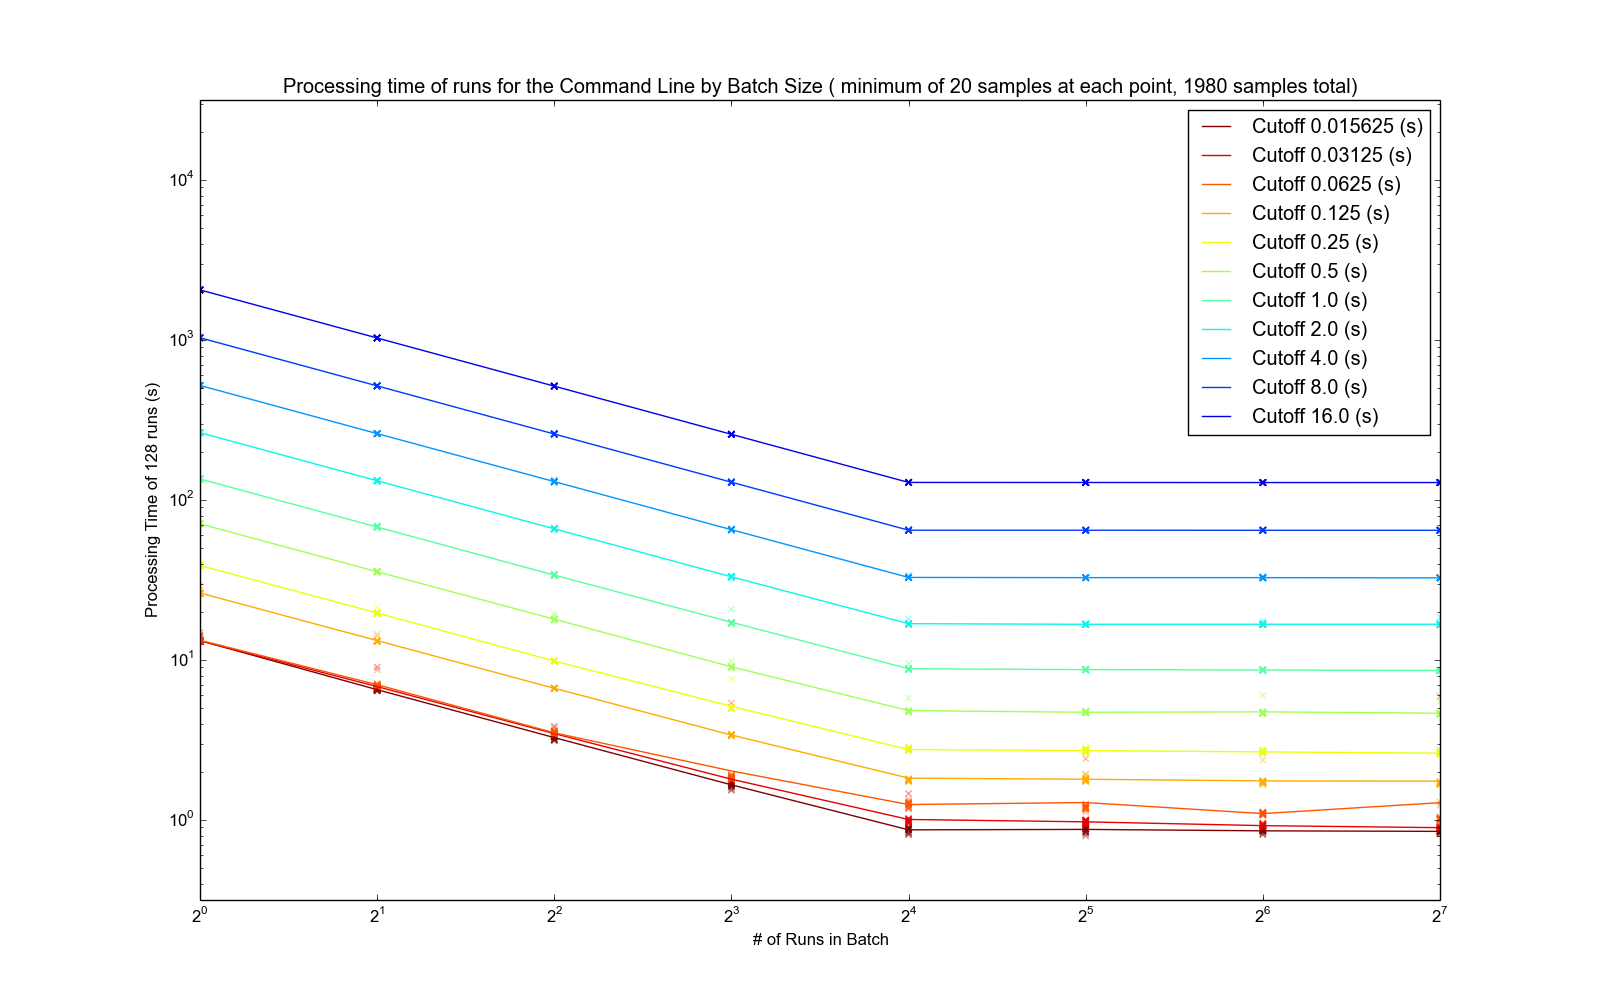 Processing time of runs for the Command Line by Batch Size ( minimum of 20 samples at each point, 1980 samples total)
Cutoff 0.015625 (s)
Cutoff 0.03125 (s)
Cutoff 0.0625 (s)
Cutoff 0.125 (s)
Cutoff 0.25 (s)
Cutoff 0.5 (s)
Cutoff 1.0 (s)
Cutoff 2.0 (s)
Cutoff 4.0 (s)
Cutoff 8.0 (s)
Cutoff 16.0 (s)
Processing Time of 128 runs (s)
10⁴
10³
10²
10¹
10⁰
2⁰ 2¹ 2² 2³ 2⁴ 2⁵ 2⁶ 2⁷
# of Runs in Batch